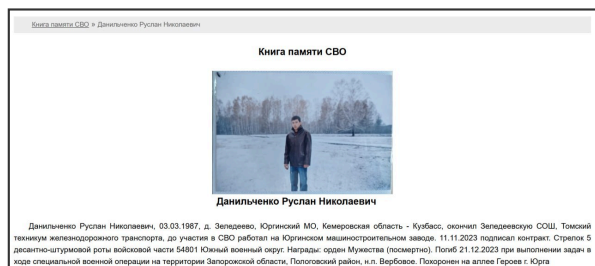 Книга памяти СВО » Данильченко Руслан Николаевич
Книга памяти СВО
Данильченко Руслан Николаевич
Данильченко Руслан Николаевич, 03.03.1987, д. Зеледеево, Юргинский МО, Кемеровская область - Кузбасс, окончил Зеледеевскую СОШ, Томский
техникум железнодорожного транспорта, до участия в СВО работал на Юргинском машиностроительном заводе. 11.11.2023 подписал контракт. Стрелок 5
десантно-штурмовой роты войсковой части 54801 Южный военный округ. Награды: орден Мужества (посмертно). Погиб 21.12.2023 при выполнении задач в
ходе специальной военной операции на территории Запорожской области, Пологовский район, н.п. Вербовое. Похоронен на аллее Героев г. Юрга